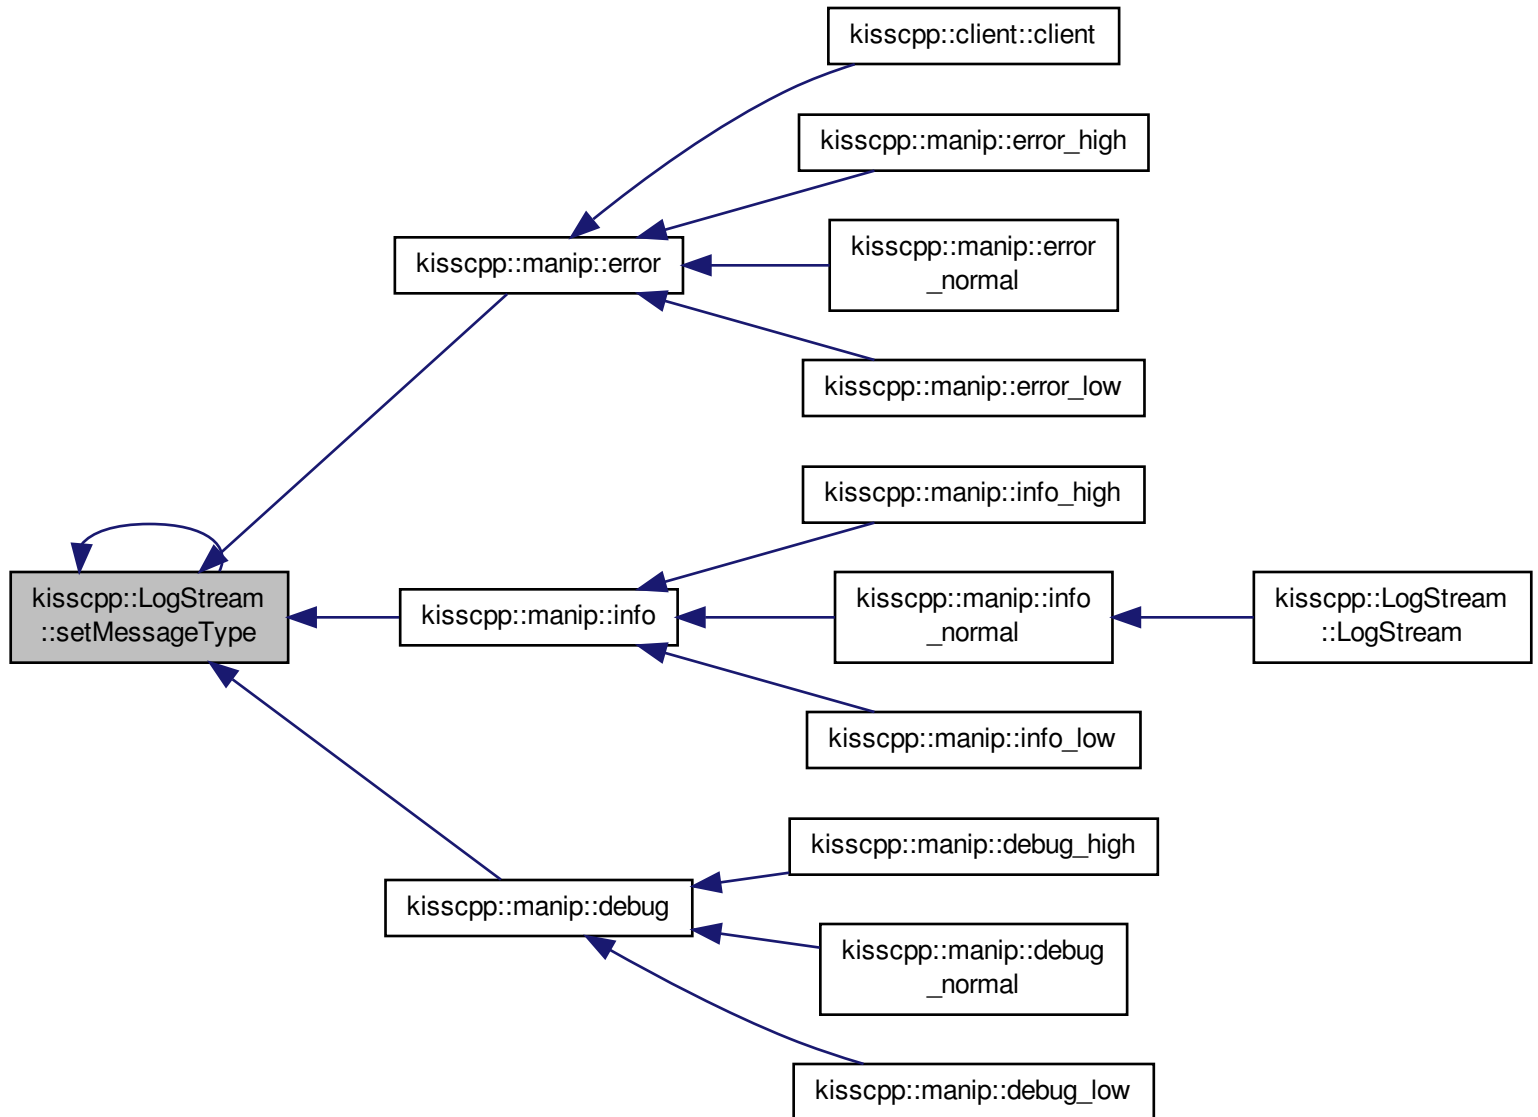 kisscpp::client::client
kisscpp::manip::error_high
kisscpp::manip::error
_normal
kisscpp::manip::error
kisscpp::manip::error_low
kisscpp::manip::info_high
kisscpp::LogStream
::setMessageType
kisscpp::manip::info
kisscpp::manip::info
_normal
kisscpp::LogStream
::LogStream
kisscpp::manip::info_low
kisscpp::manip::debug_high
kisscpp::manip::debug
kisscpp::manip::debug
_normal
kisscpp::manip::debug_low